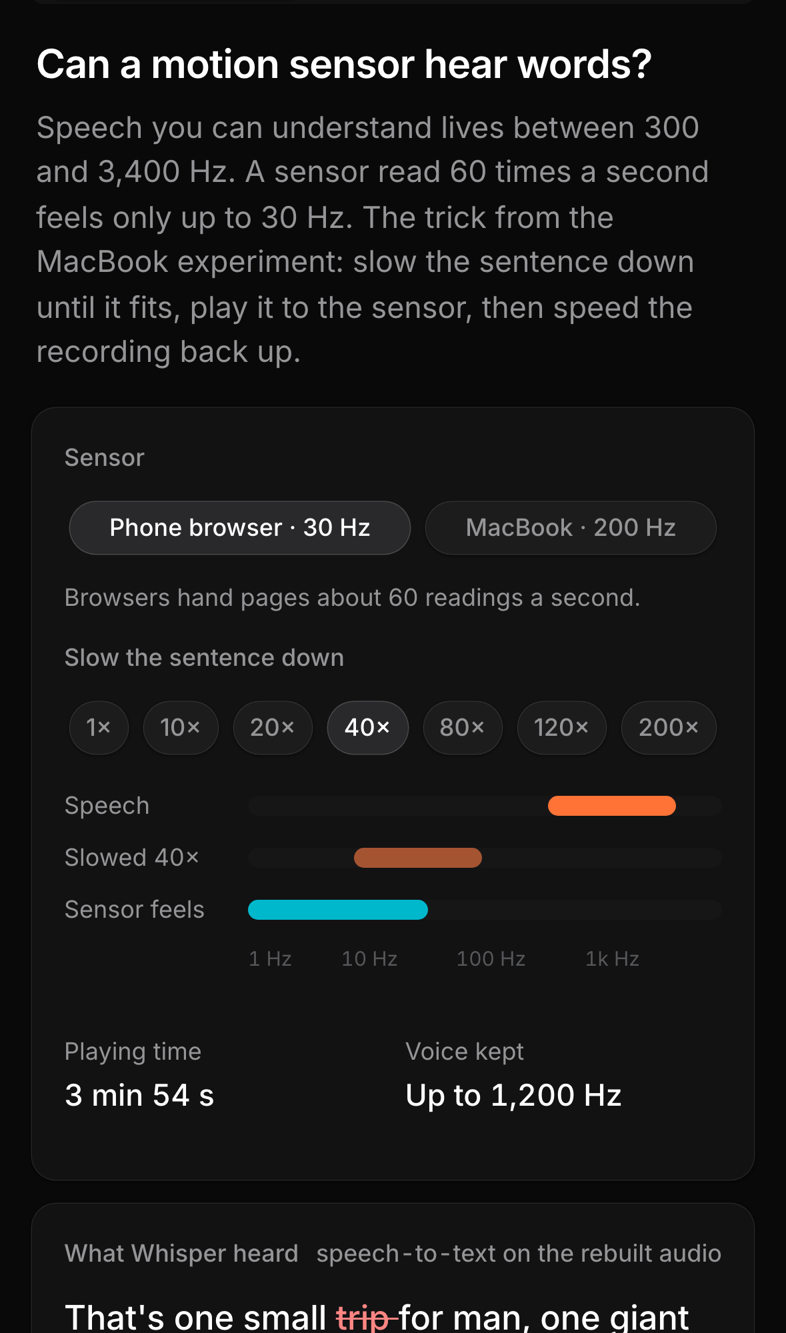 Can a motion sensor hear words?
Speech you can understand lives between 300
and 3,400 Hz. A sensor read 60 times a second
feels only up to 30 Hz. The trick from the
MacBook experiment: slow the sentence down
until it fits, play it to the sensor, then speed the
recording back up.
Sensor
Phone browser · 30 Hz MacBook · 200 Hz
Browsers hand pages about 60 readings a second.
Slow the sentence down
1× 10× 20× 40× 80× 120× 200×
Speech
Slowed 40×
Sensor feels
1 Hz 10 Hz 100 Hz 1k Hz
Playing time Voice kept
3 min 54 s Up to 1,200 Hz
What Whisper heard speech-to-text on the rebuilt audio
That's one small trip for man, one giant